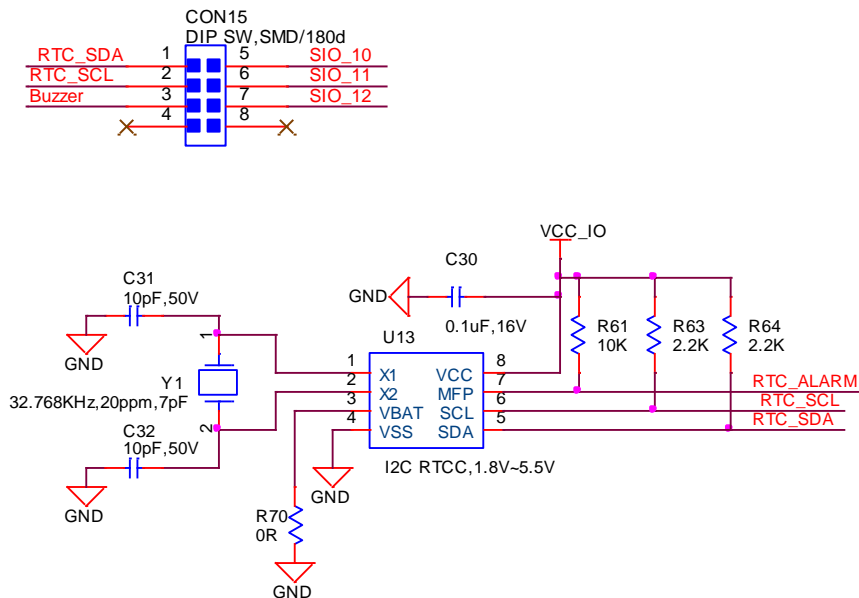 CON15
DIP SW,SMD/180d
RTC_SDA 1 5 SIO_10
RTC_SCL 2 6 SIO_11
Buzzer 3 7 SIO_12
4 8
VCC_IO
C30
GND
0.1uF,16V
C31
10pF,50V
GND
1
Y1
32.768KHz,20ppm,7pF
2
C32
10pF,50V
GND
U13
1 X1 VCC 8
2 X2 MFP 7
3 VBAT SCL 6
4 VSS SDA 5
I2C RTCC,1.8V~5.5V
GND
R70
0R
GND
R61
10K
R63
2.2K
R64
2.2K
RTC_ALARM
RTC_SCL
RTC_SDA